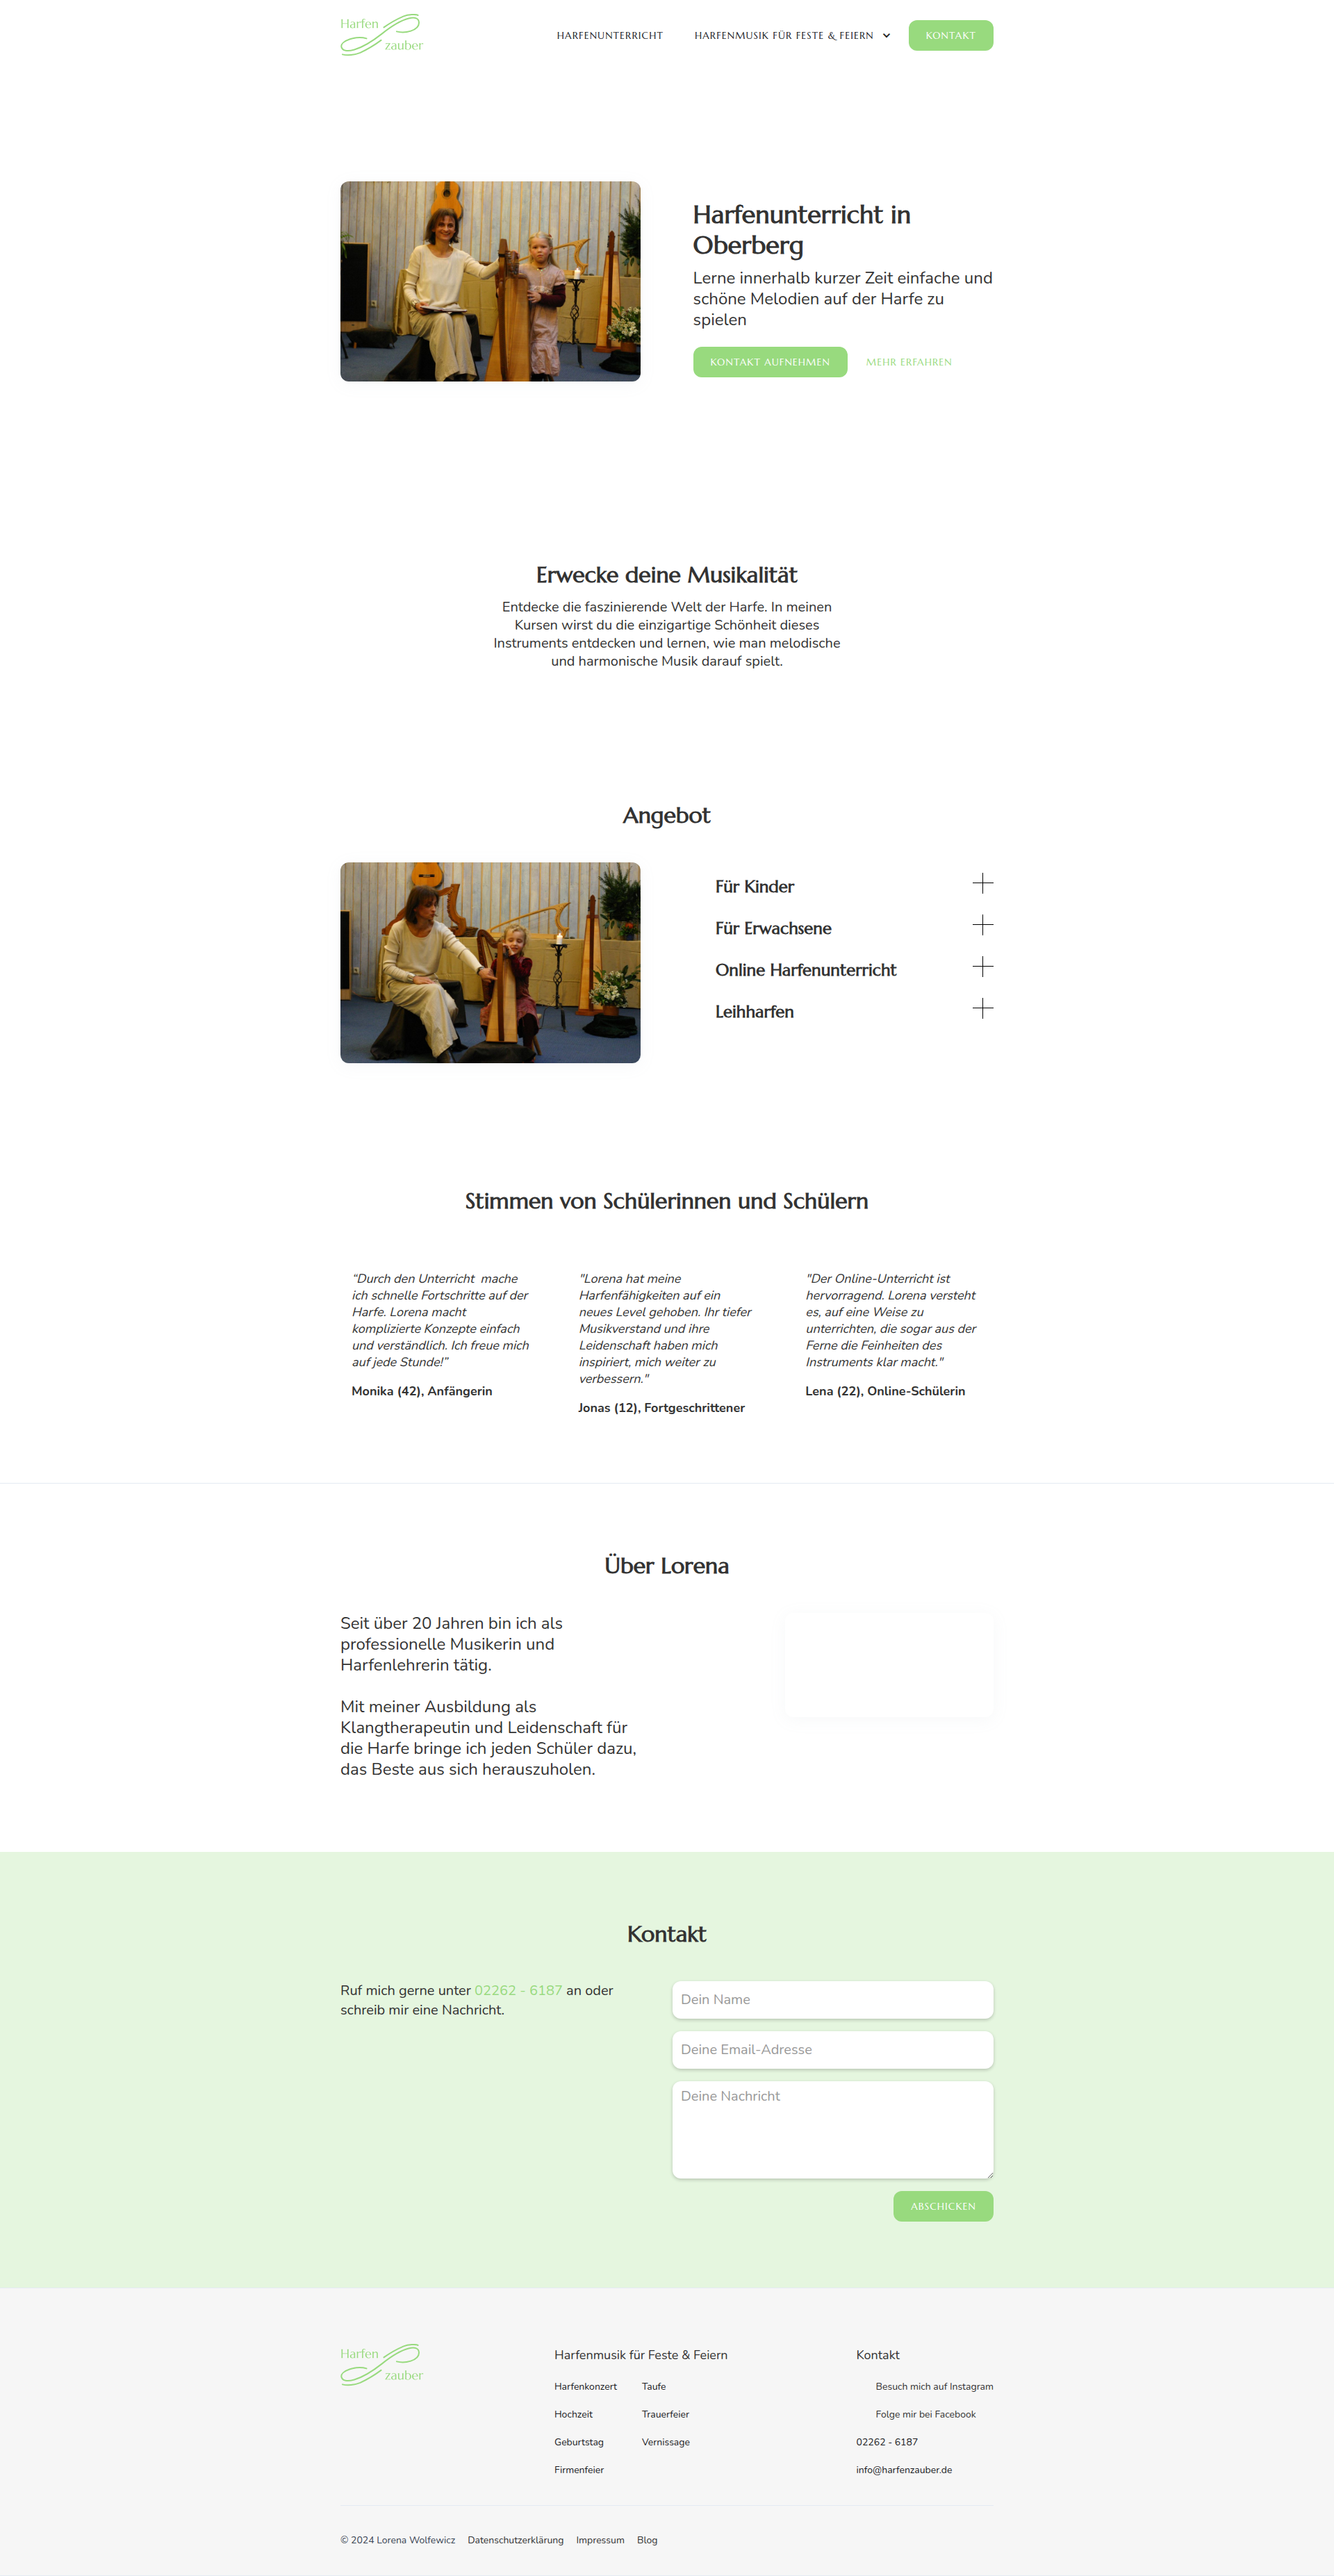 Harfen
zauber
HARFENUNTERRICHT
HARFENMUSIK FÜR FESTE & FEIERN
KONTAKT
Harfenunterricht in
Oberberg
Lerne innerhalb kurzer Zeit einfache und
schöne Melodien auf der Harfe zu
spielen
KONTAKT AUFNEHMEN
MEHR ERFAHREN
Erwecke deine Musikalität
Entdecke die faszinierende Welt der Harfe. In meinen
Kursen wirst du die einzigartige Schönheit dieses
Instruments entdecken und lernen, wie man melodische
und harmonische Musik darauf spielt.
Angebot
Für Kinder
Für Erwachsene
Online Harfenunterricht
Leihharfen
Stimmen von Schülerinnen und Schülern
“Durch den Unterricht  mache
ich schnelle Fortschritte auf der
Harfe. Lorena macht
komplizierte Konzepte einfach
und verständlich. Ich freue mich
auf jede Stunde!”
Monika (42), Anfängerin
"Lorena hat meine
Harfenfähigkeiten auf ein
neues Level gehoben. Ihr tiefer
Musikverstand und ihre
Leidenschaft haben mich
inspiriert, mich weiter zu
verbessern."
Jonas (12), Fortgeschrittener
"Der Online-Unterricht ist
hervorragend. Lorena versteht
es, auf eine Weise zu
unterrichten, die sogar aus der
Ferne die Feinheiten des
Instruments klar macht."
Lena (22), Online-Schülerin
Über Lorena
Seit über 20 Jahren bin ich als
professionelle Musikerin und
Harfenlehrerin tätig.
Mit meiner Ausbildung als
Klangtherapeutin und Leidenschaft für
die Harfe bringe ich jeden Schüler dazu,
das Beste aus sich herauszuholen.
Kontakt
Ruf mich gerne unter 02262 - 6187 an oder
schreib mir eine Nachricht.
Dein Name
Deine Email-Adresse
Deine Nachricht
ABSCHICKEN
Harfen
zauber
Harfenmusik für Feste & Feiern
Harfenkonzert
Hochzeit
Geburtstag
Firmenfeier
Taufe
Trauerfeier
Vernissage
Kontakt
Besuch mich auf Instagram
Folge mir bei Facebook
02262 - 6187
info@harfenzauber.de
© 2024 Lorena Wolfewicz Datenschutzerklärung Impressum Blog